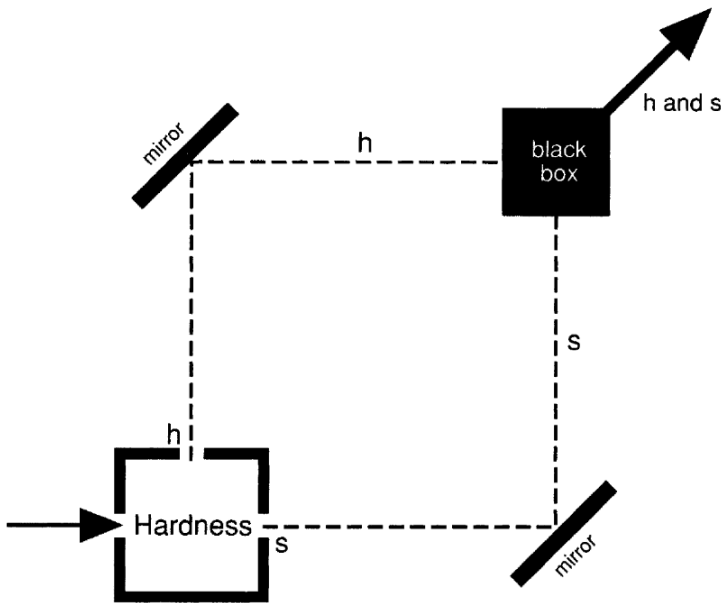 h and s
mirror
h
black
box
s
h
Hardness
s
mirror